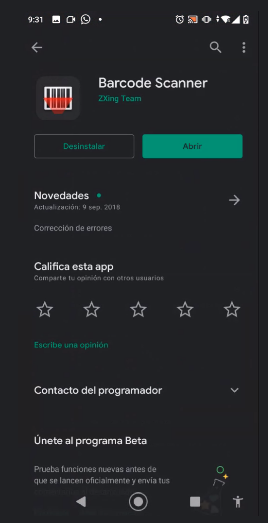 9:31
Barcode Scanner
ZXing Team
Desinstalar
Abrir
Novedades
Actualización: 9 sep. 2018
Corrección de errores
Califica esta app
Comparte tu opinión con otros usuarios
Escribe una opinión
Contacto del programador
Únete al programa Beta
Prueba funciones nuevas antes de
que se lancen oficialmente y envía tus